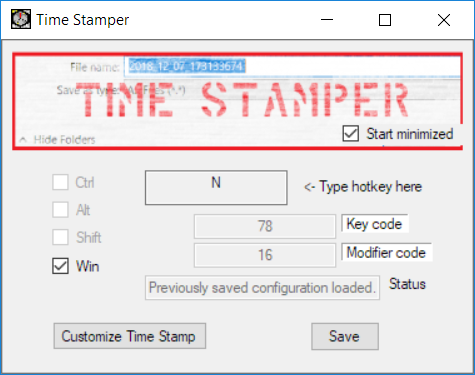 Time Stamper
File name: 2018_12_07_173133674
Save as type: All Files (*.*)
TIME STAMPER
Hide Folders
Start minimized
Ctrl
N
<- Type hotkey here
Alt
78
Key code
Shift
16
Modifier code
Win
Previously saved configuration loaded.
Status
Customize Time Stamp
Save